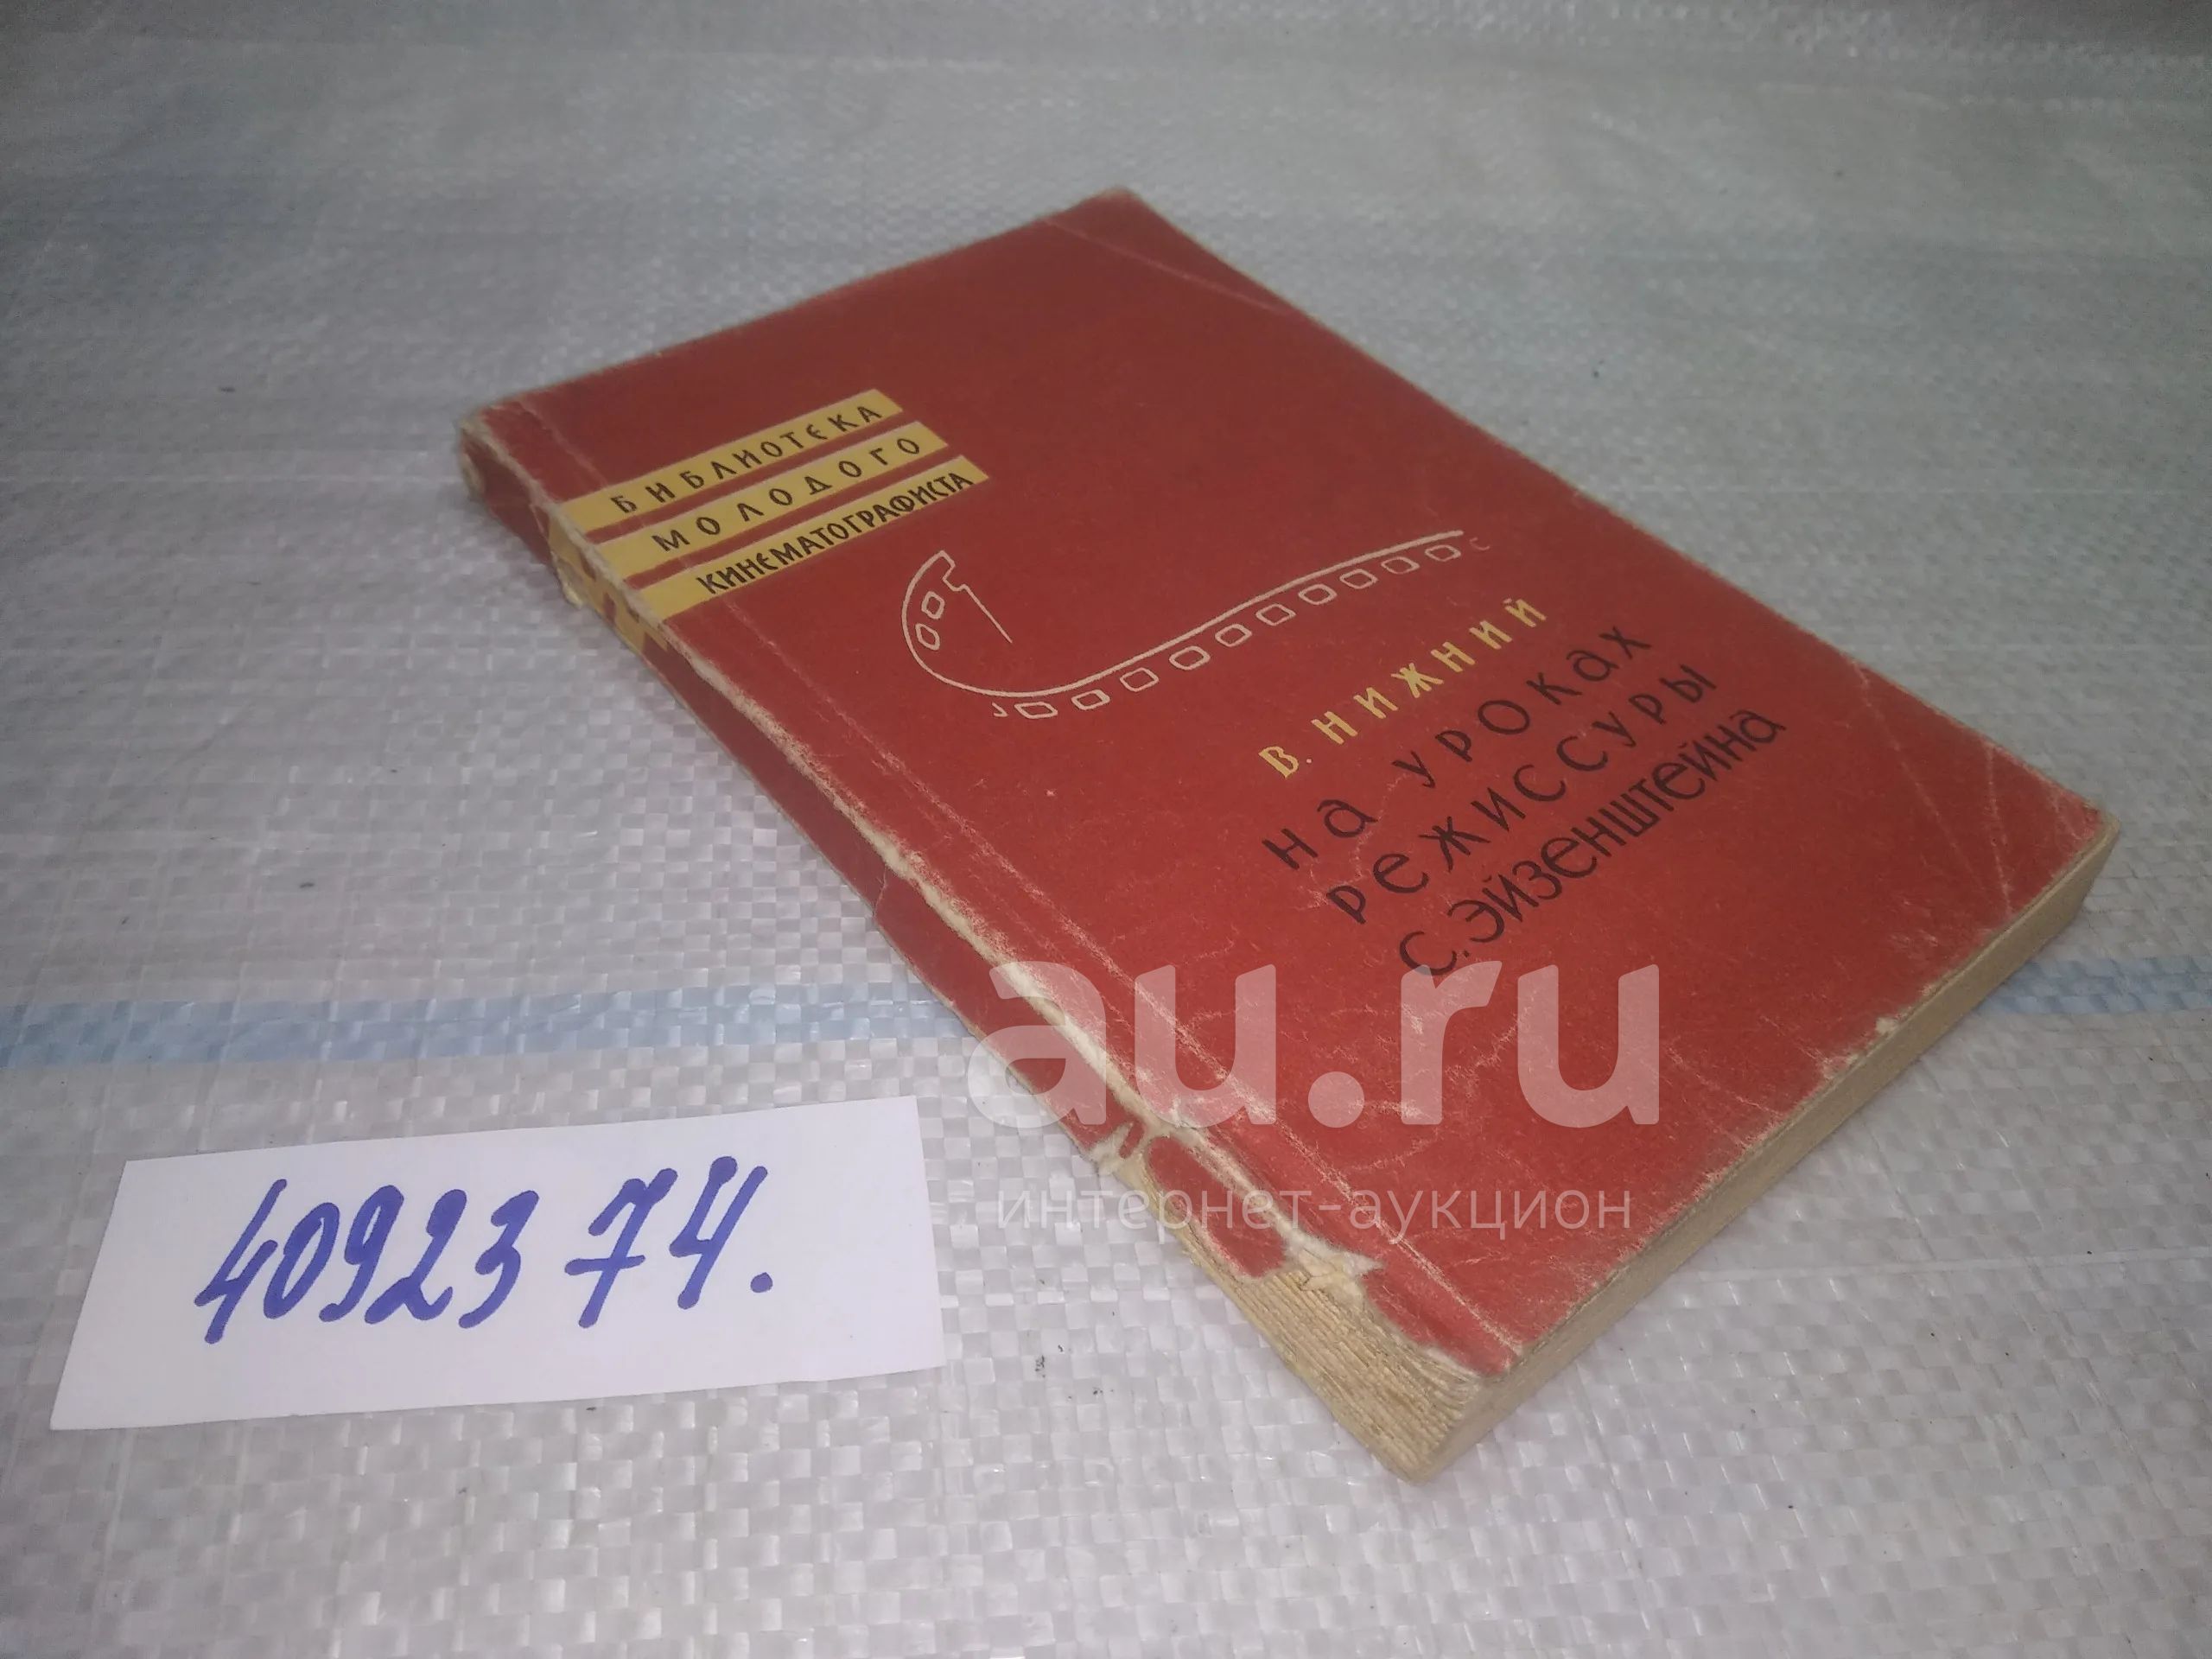 БИБЛИОТЕКА
МОЛОДОГО
КИНЕМАТОГРАФИСТА
В. НИЖНИЙ
на уроках
режиссуры
С. Эйзенштейна
au.ru
интернет-аукцион
4092374.